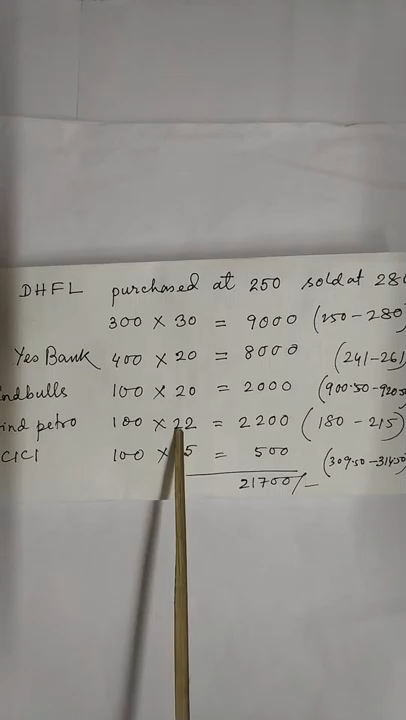 DHFL purchased at 250 sold at 280
300 × 30 = 9000 (250-280)
Yes Bank 400 × 20 = 8000 (241-261
ndbulls 100 × 20 = 2000 (900.50-920.50
ind petro 100 × 22 = 2200 (180-215)
CICI 100 × 5 = 500 (309.50-314.50
21700/-